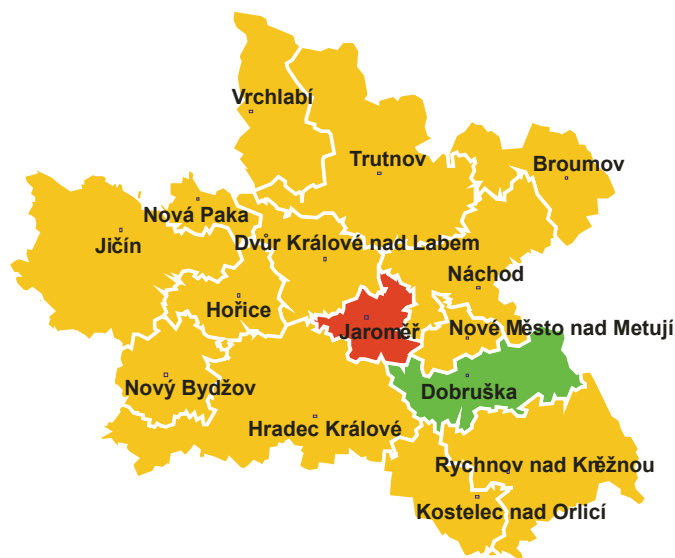 Vrchlabí
Trutnov
Broumov
Nová Paka
Jičín
Dvur Králové nad Labem
Náchod
Hořice
Jaroměř
Nové Město nad Metují
Nový Bydžov
Dobruška
Hradec Králové
Rychnov nad Kněžnou
Kostelec nad Orlicí